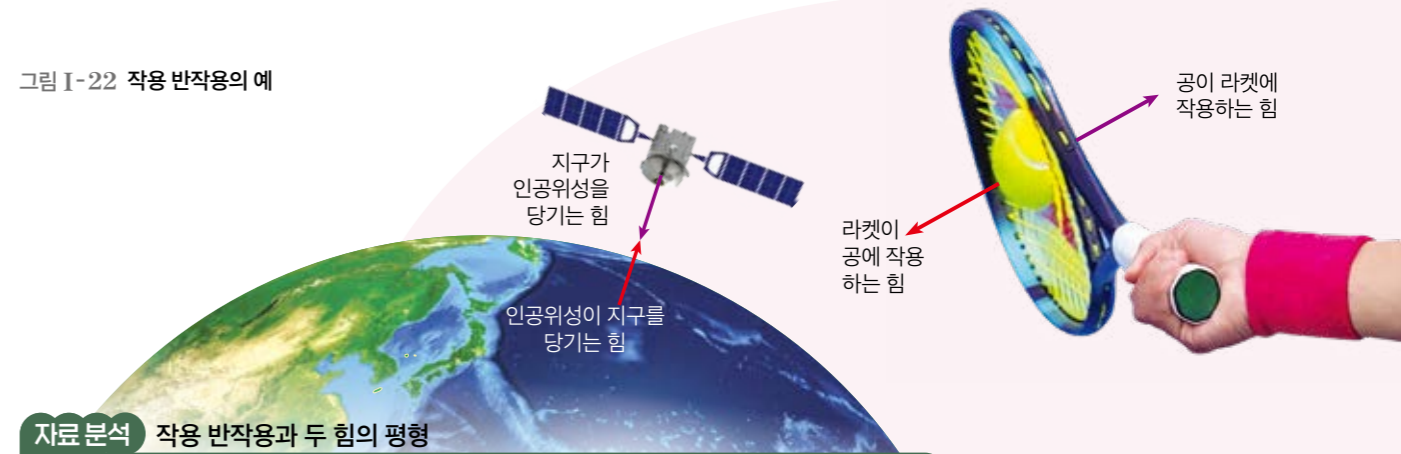 그림 I-22 작용 반작용의 예
지구가
인공위성을
당기는 힘
인공위성이 지구를
당기는 힘
공이 라켓에
작용하는 힘
라켓이
공에 작용
하는 힘
자료 분석 작용 반작용과 두 힘의 평형